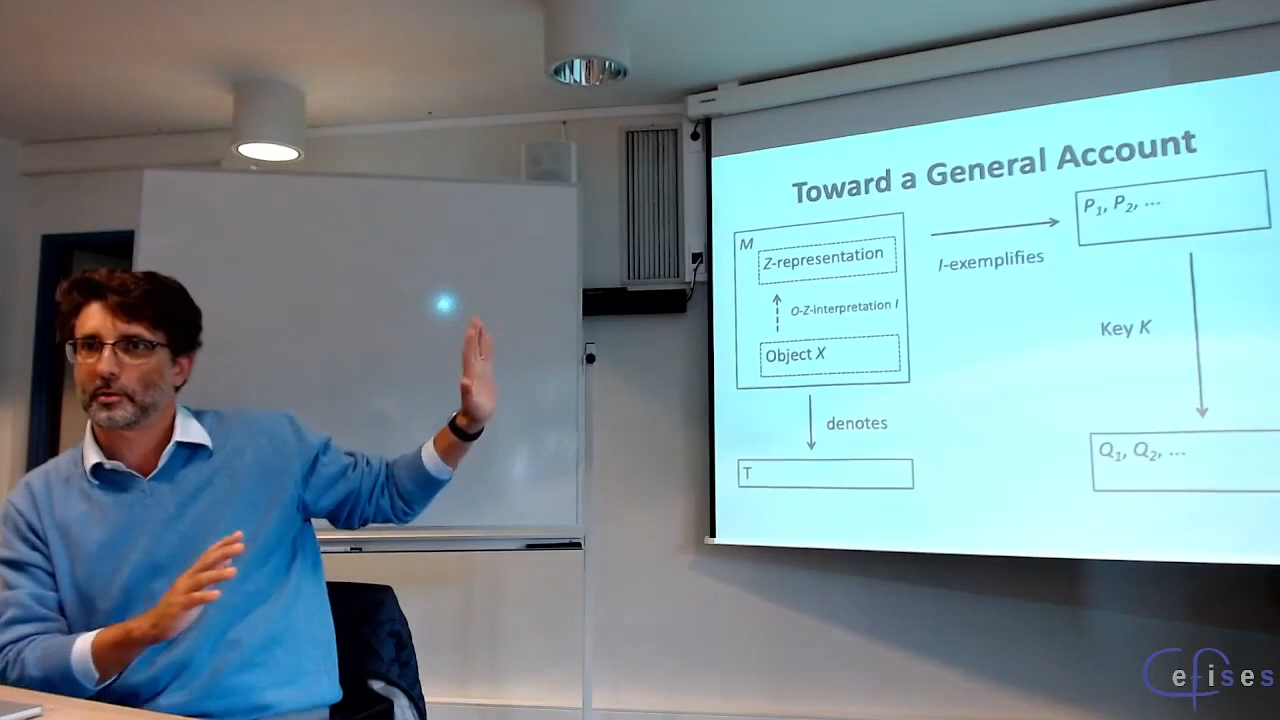 Toward a General Account
M
Z-representation
O-Z-interpretation I
Object X
I-exemplifies
P1, P2, ...
Key K
denotes
T
Q1, Q2, ...
efises